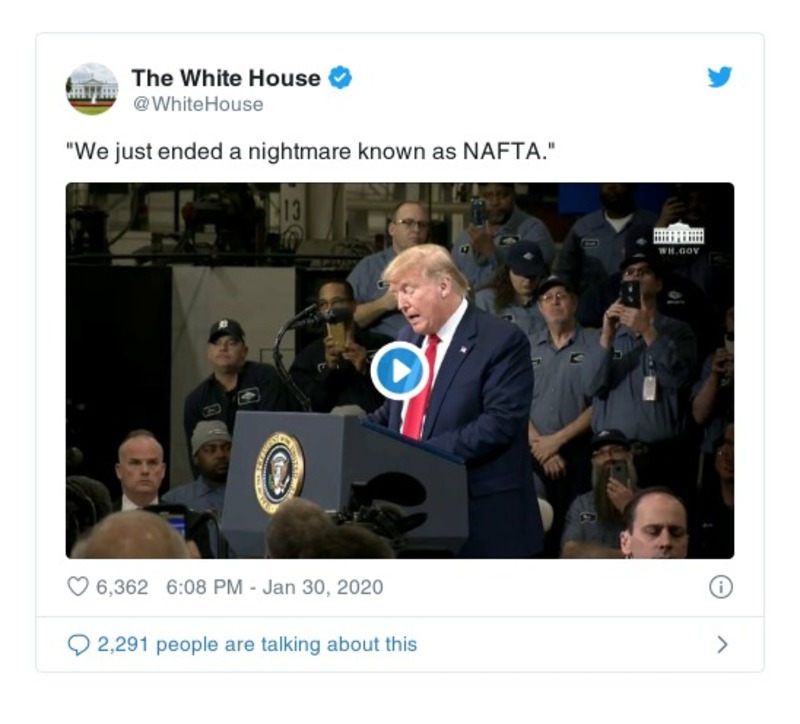 The White House
@WhiteHouse
"We just ended a nightmare known as NAFTA."
13
WH.GOV
6,362 6:08 PM - Jan 30, 2020
2,291 people are talking about this